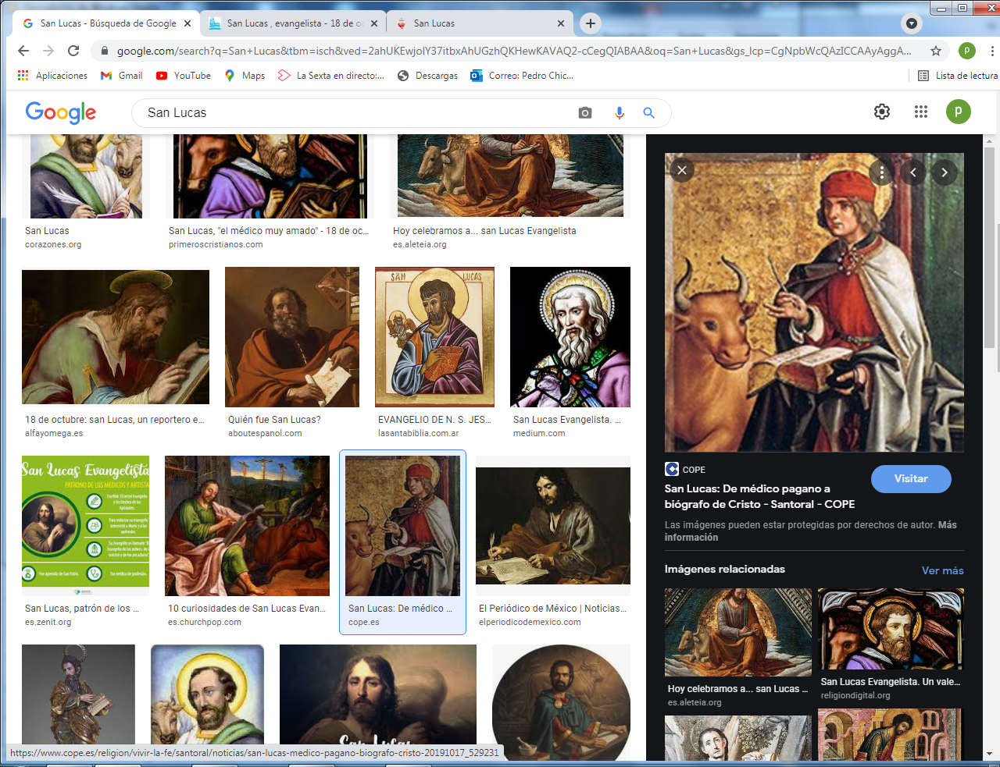 San Lucas - Búsqueda de Google
San Lucas , evangelista - 18 de oc
San Lucas
google.com/search?q=San+Lucas&tbm=isch&ved=2ahUKEwjolY37itbxAhUGzhQKHewKAVAQ2-cCegQIABAA&oq=San+Lucas&gs_lcp=CgNpbWcQAzICCAAyAggA...
P
Aplicaciones
Gmail
YouTube
Maps
La Sexta en directo:...
Descargas
Correo: Pedro Chic...
Lista de lectura
Google
San Lucas
P
San Lucas
corazones.org
San Lucas, "el médico muy amado" - 18 de oc...
primeroscristianos.com
Hoy celebramos a... san Lucas Evangelista
es.aleteia.org
SAN LUCAS
18 de octubre: san Lucas, un reportero e...
alfayomega.es
Quién fue San Lucas?
aboutespanol.com
EVANGELIO DE N. S. JES...
lasantabiblia.com.ar
San Lucas Evangelista. ...
medium.com
San Lucas Evangelista
PATRONO DE LOS MÉDICOS Y ARTISTA
San Lucas, patrón de los ...
es.zenit.org
10 curiosidades de San Lucas Evan...
es.churchpop.com
San Lucas: De médico ...
cope.es
El Periódico de México | Noticias...
elperiodicodemexico.com
San Lucas
COPE
Visitar
San Lucas: De médico pagano a
biógrafo de Cristo - Santoral - COPE
Las imágenes pueden estar protegidas por derechos de autor. Más
información
Imágenes relacionadas
Ver más
Hoy celebramos a... san Lucas ...
es.aleteia.org
San Lucas Evangelista. Un vale...
religiondigital.org
https://www.cope.es/religion/vivir-la-fe/santoral/noticias/san-lucas-medico-pagano-biografo-cristo-20191017_529231